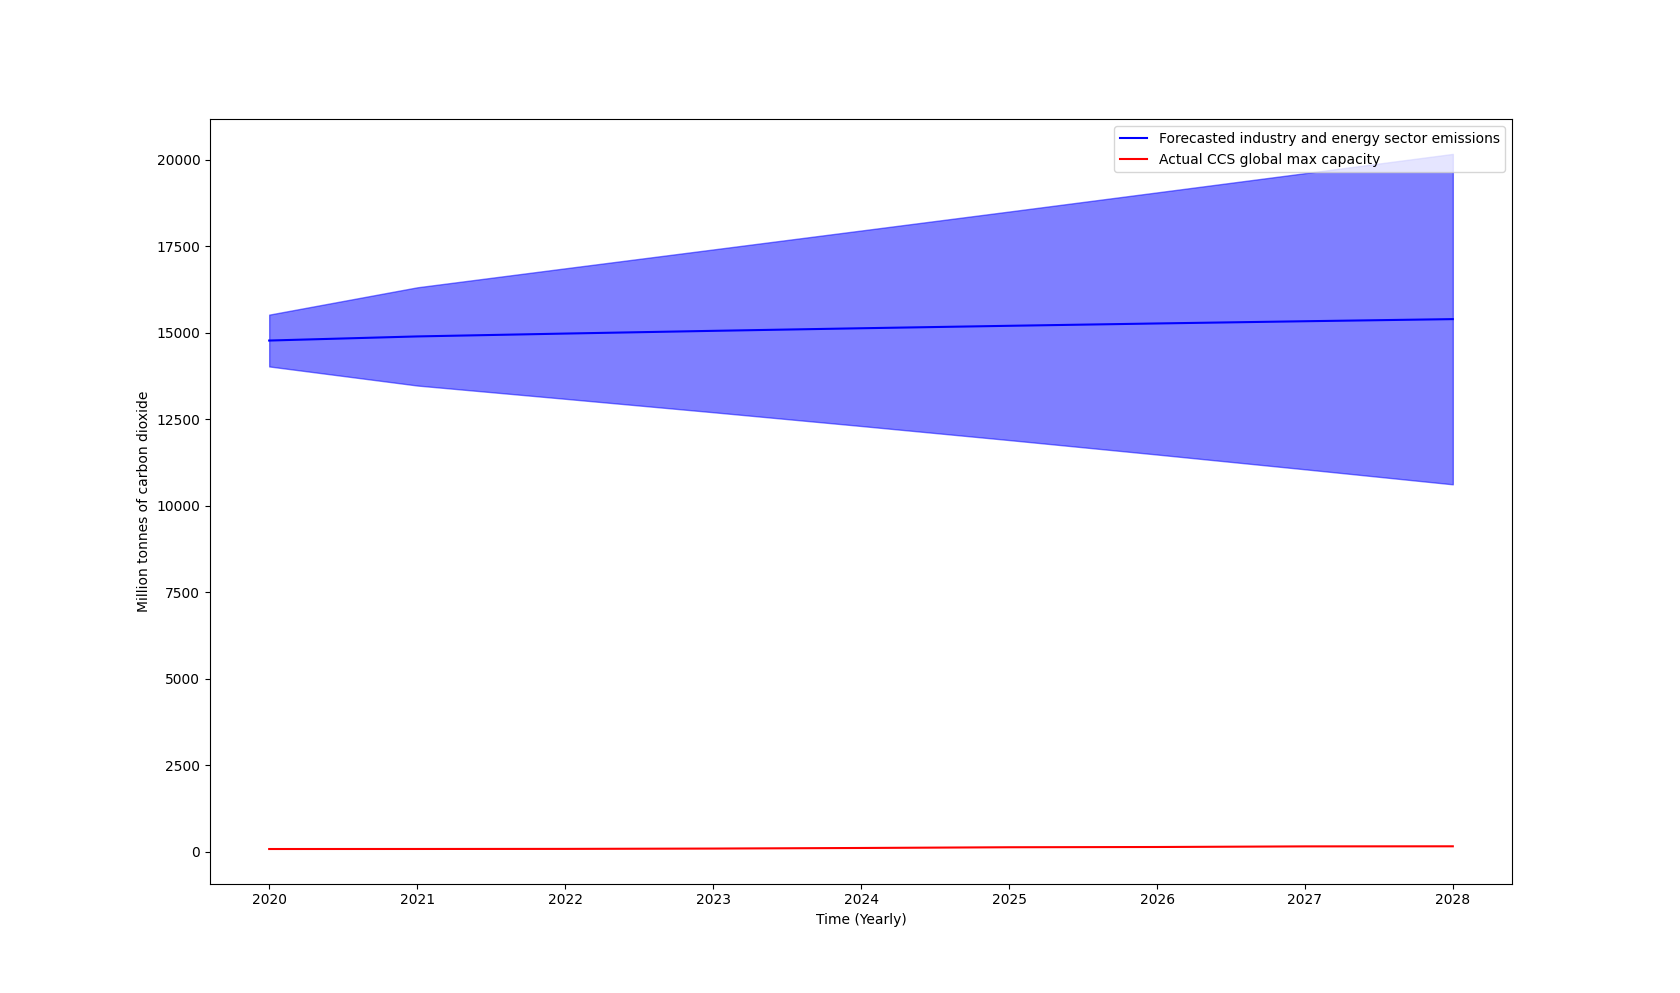 Forecasted industry and energy sector emissions
Actual CCS global max capacity
20000
17500
15000
12500
10000
7500
5000
2500
0
Million tonnes of carbon dioxide
2020 2021 2022 2023 2024 2025 2026 2027 2028
Time (Yearly)